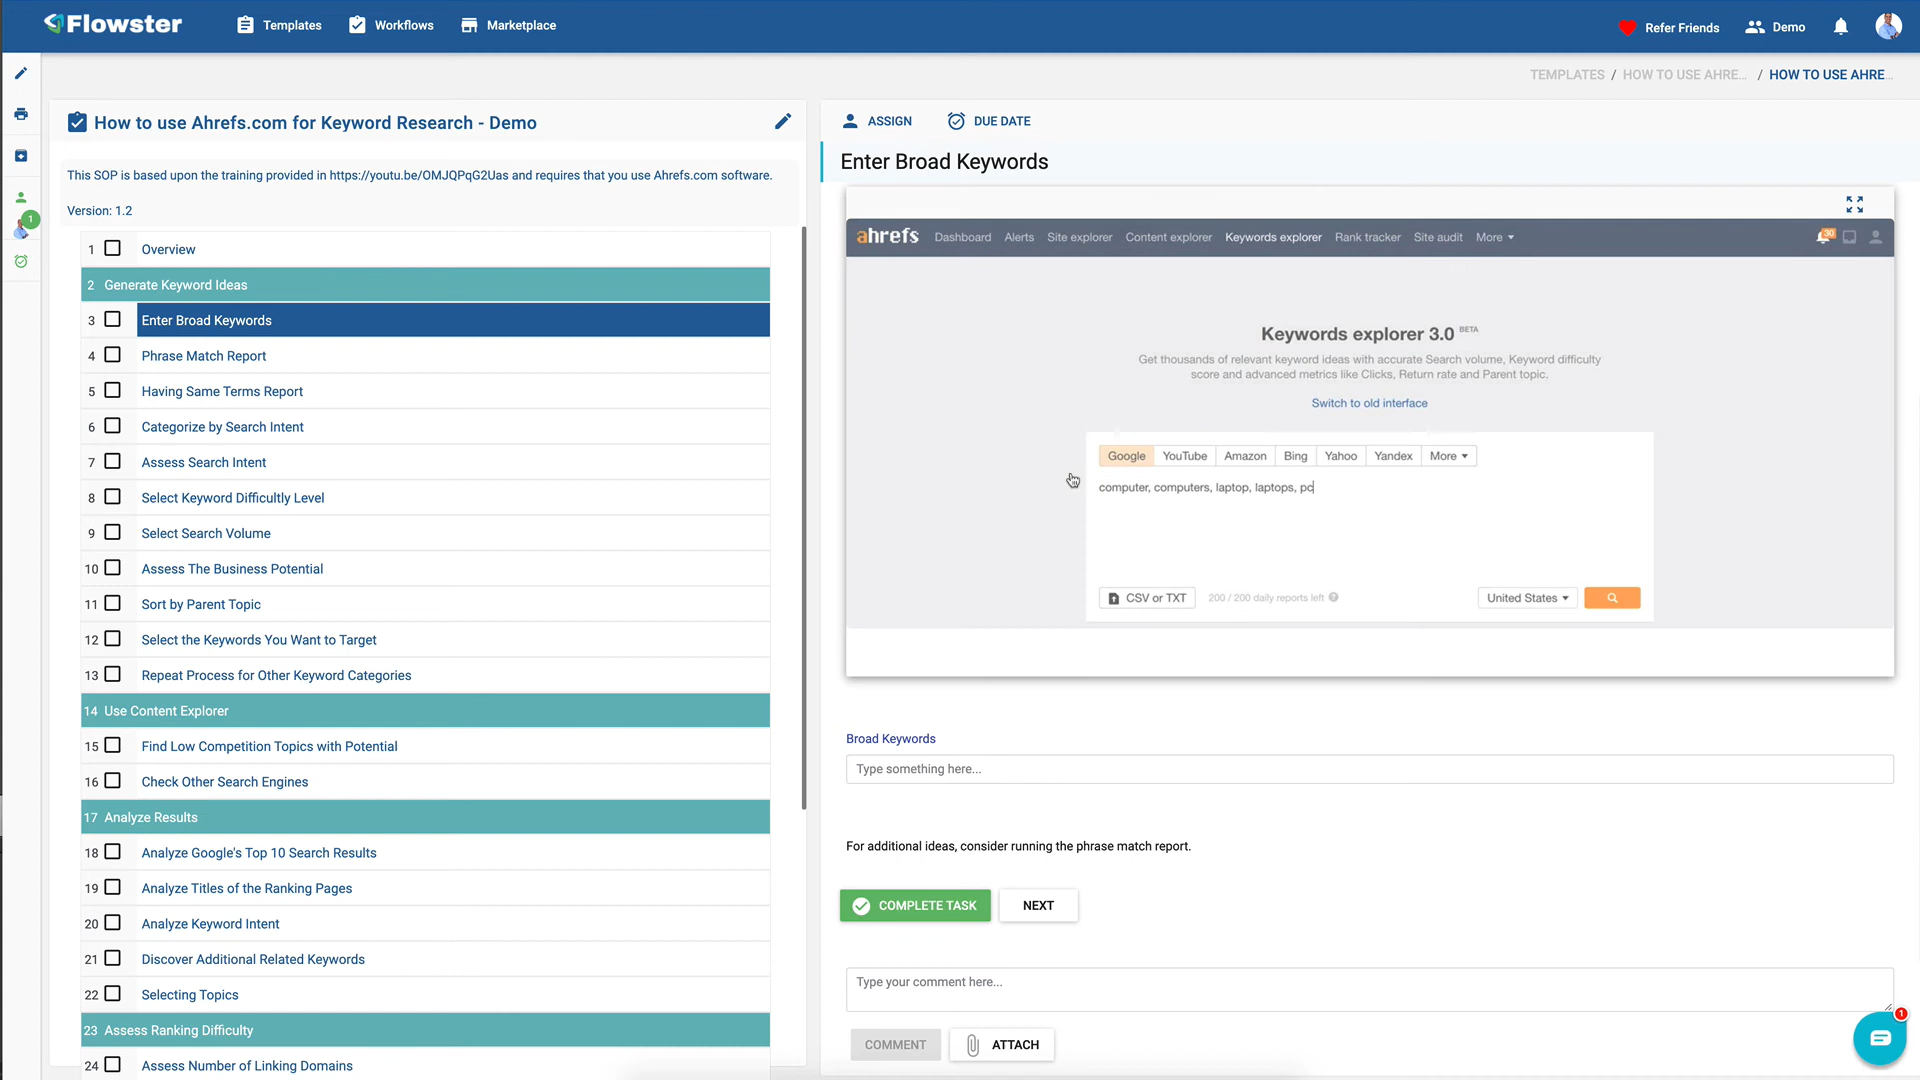 Flowster
Templates
Workflows
Marketplace
Refer Friends
Demo
TEMPLATES / HOW TO USE AHRE... / HOW TO USE AHRE...
How to use Ahrefs.com for Keyword Research - Demo
This SOP is based upon the training provided in https://youtu.be/OMJQPqG2Uas and requires that you use Ahrefs.com software.
Version: 1.2
1
1 Overview
2 Generate Keyword Ideas
3 Enter Broad Keywords
4 Phrase Match Report
5 Having Same Terms Report
6 Categorize by Search Intent
7 Assess Search Intent
8 Select Keyword Difficultly Level
9 Select Search Volume
10 Assess The Business Potential
11 Sort by Parent Topic
12 Select the Keywords You Want to Target
13 Repeat Process for Other Keyword Categories
14 Use Content Explorer
15 Find Low Competition Topics with Potential
16 Check Other Search Engines
17 Analyze Results
18 Analyze Google's Top 10 Search Results
19 Analyze Titles of the Ranking Pages
20 Analyze Keyword Intent
21 Discover Additional Related Keywords
22 Selecting Topics
23 Assess Ranking Difficulty
24 Assess Number of Linking Domains
ASSIGN
DUE DATE
Enter Broad Keywords
ahrefs Dashboard Alerts Site explorer Content explorer Keywords explorer Rank tracker Site audit More
30
Keywords explorer 3.0 BETA
Get thousands of relevant keyword ideas with accurate Search volume, Keyword difficulty
score and advanced metrics like Clicks, Return rate and Parent topic.
Switch to old interface
Google YouTube Amazon Bing Yahoo Yandex More
computer, computers, laptop, laptops, pc
CSV or TXT
200 / 200 daily reports left
United States
Broad Keywords
Type something here...
For additional ideas, consider running the phrase match report.
COMPLETE TASK
NEXT
Type your comment here...
COMMENT
ATTACH
1